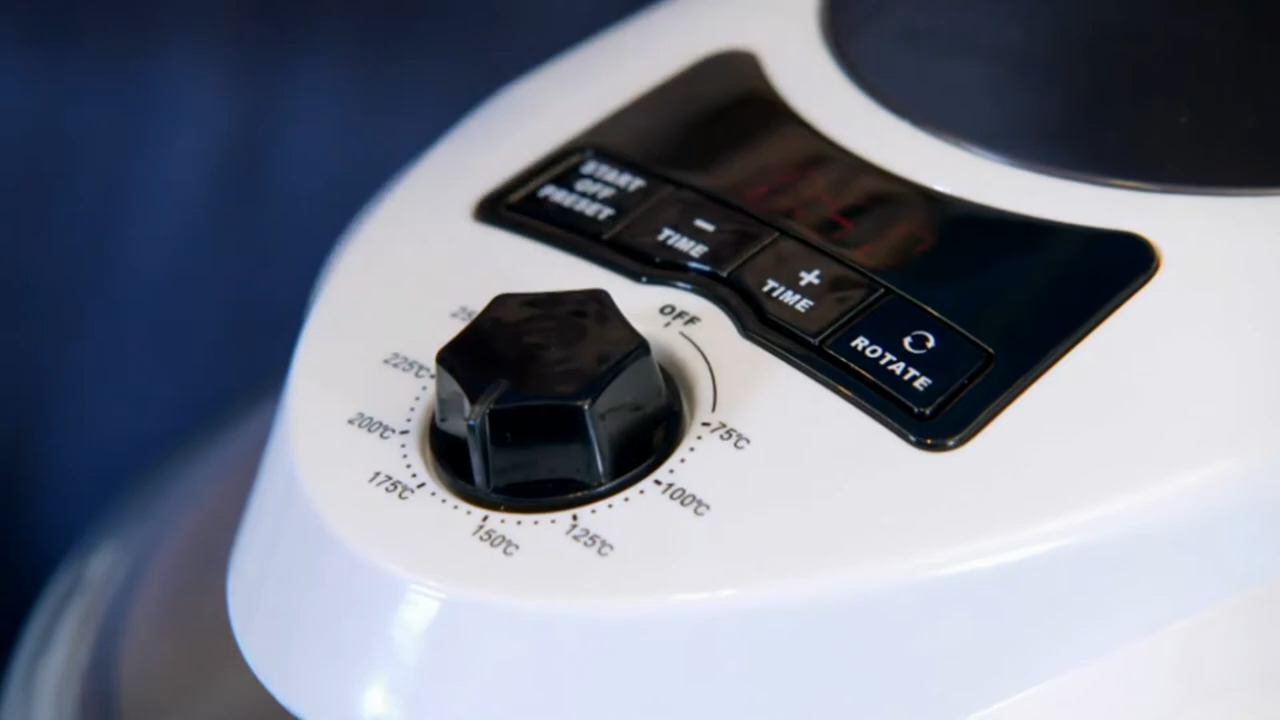 START
OFF
PRESET
−
TIME
+
TIME
ROTATE
OFF
75℃
100℃
125℃
150℃
175℃
200℃
225℃